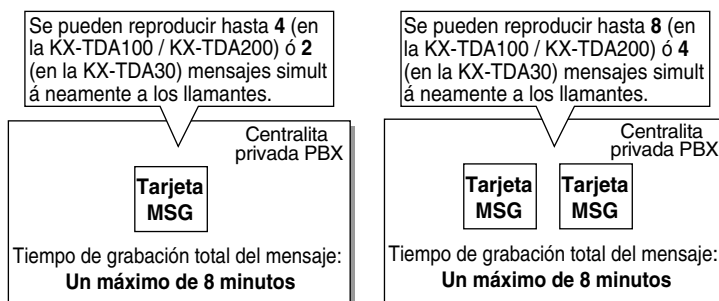 Se pueden reproducir hasta 4 (en
la KX-TDA100 / KX-TDA200) ó 2
(en la KX-TDA30) mensajes simult
á neamente a los llamantes.
Centralita
privada PBX
Tarjeta
MSG
Tiempo de grabación total del mensaje:
Un máximo de 8 minutos
Se pueden reproducir hasta 8 (en
la KX-TDA100 / KX-TDA200) ó 4
(en la KX-TDA30) mensajes simult
á neamente a los llamantes.
Centralita
privada PBX
Tarjeta
MSG
Tarjeta
MSG
Tiempo de grabación total del mensaje:
Un máximo de 8 minutos